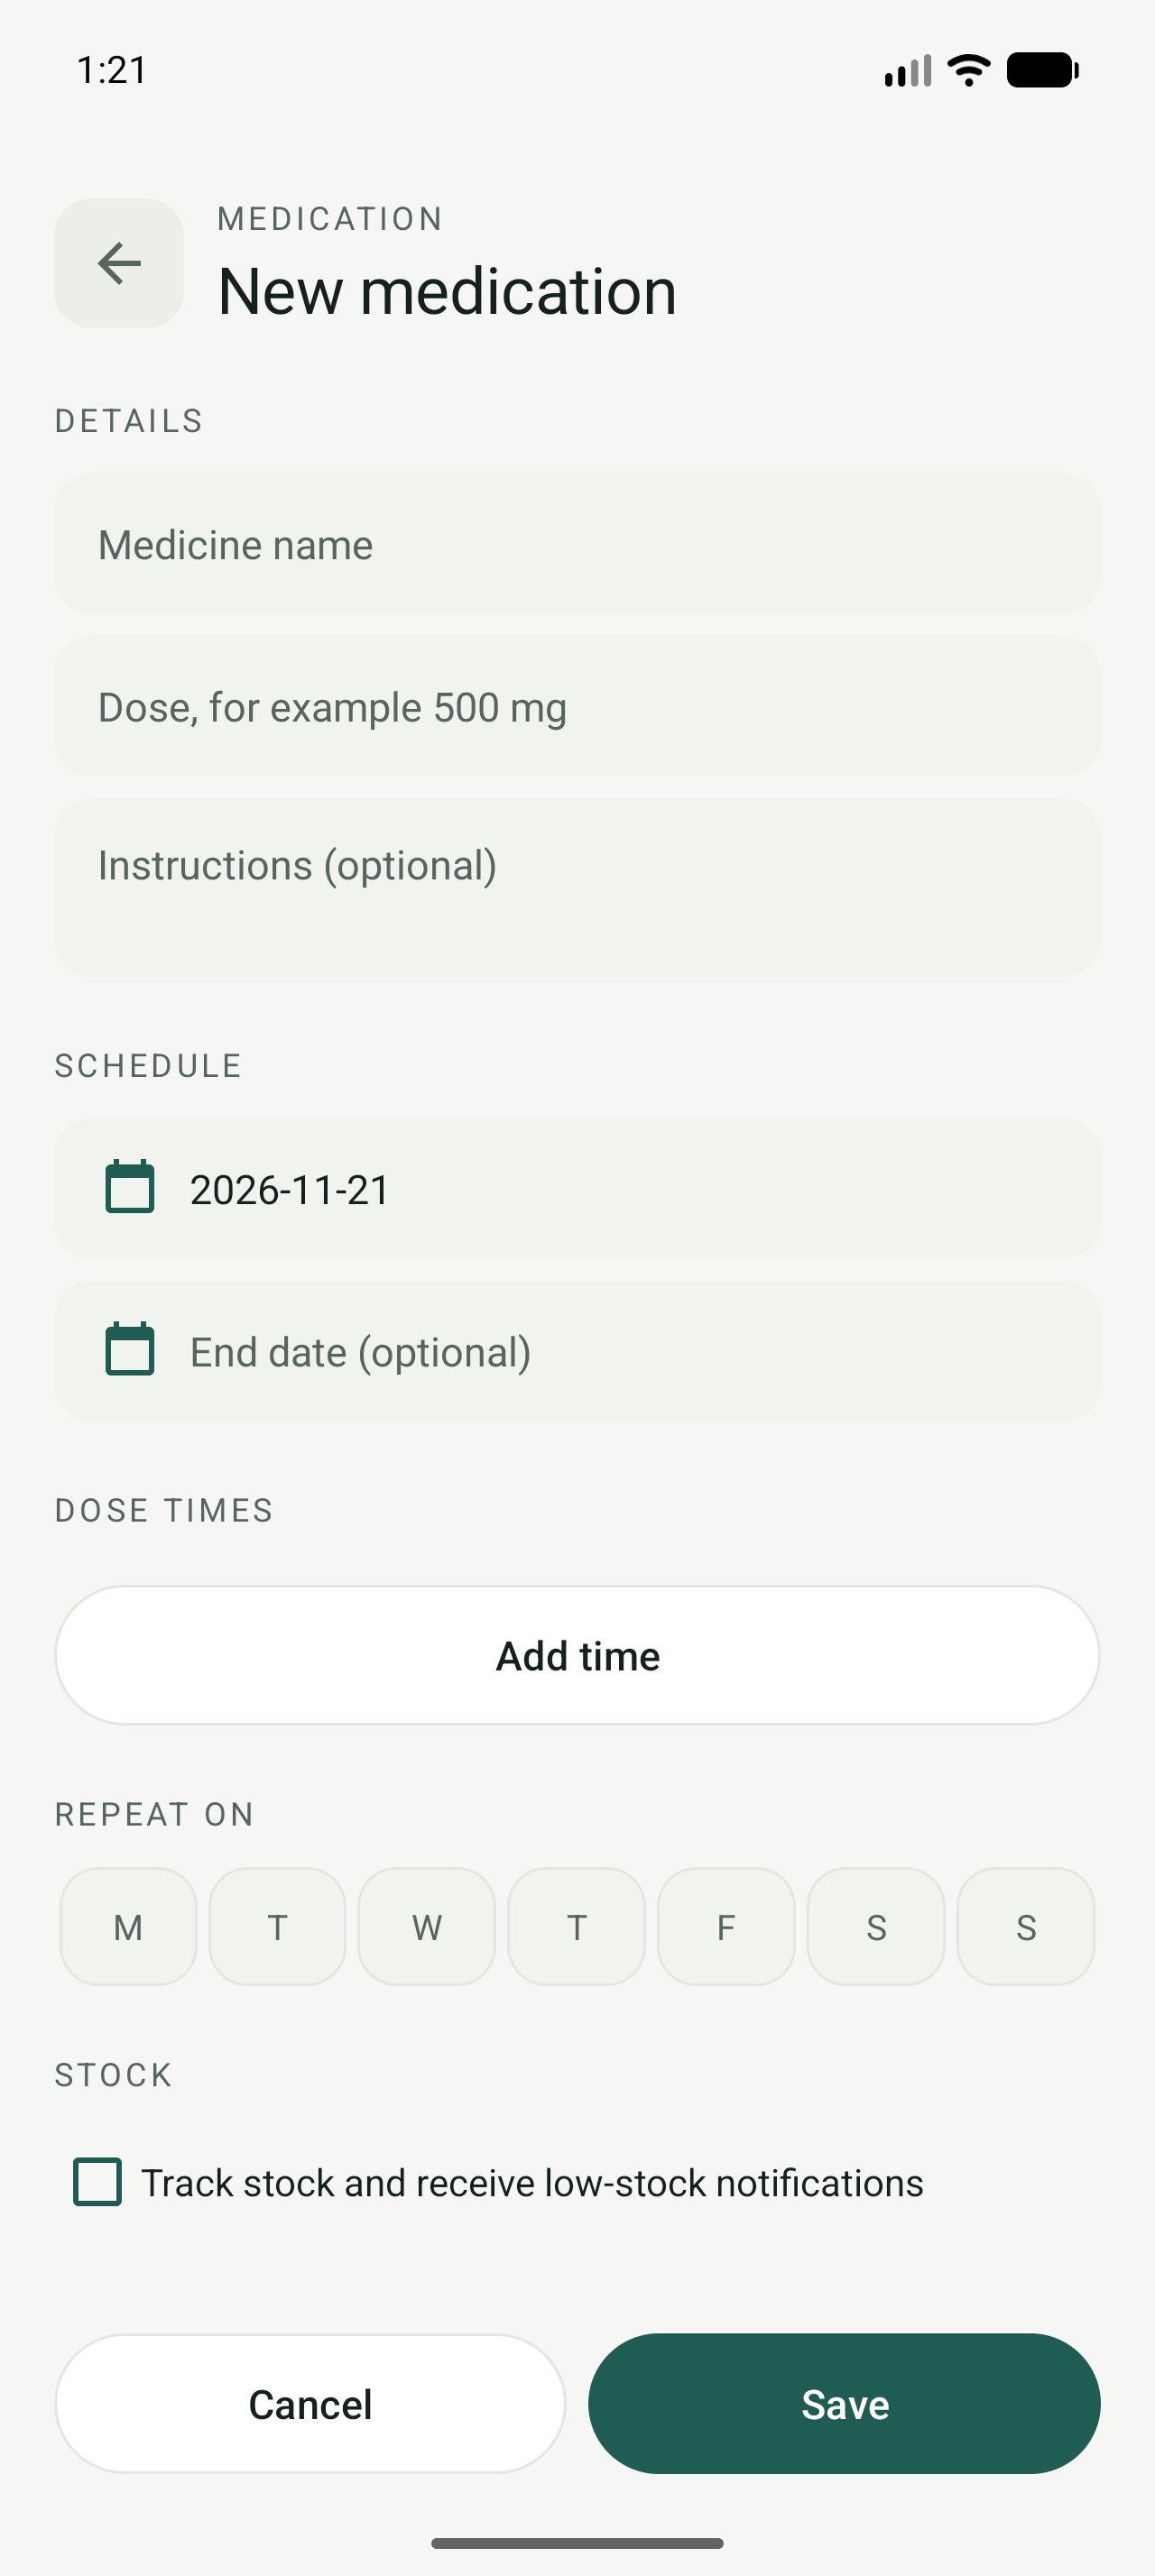 1:21
MEDICATION
New medication
DETAILS
Medicine name
Dose, for example 500 mg
Instructions (optional)
SCHEDULE
2026-11-21
End date (optional)
DOSE TIMES
Add time
REPEAT ON
M T W T F S S
STOCK
Track stock and receive low-stock notifications
Cancel Save